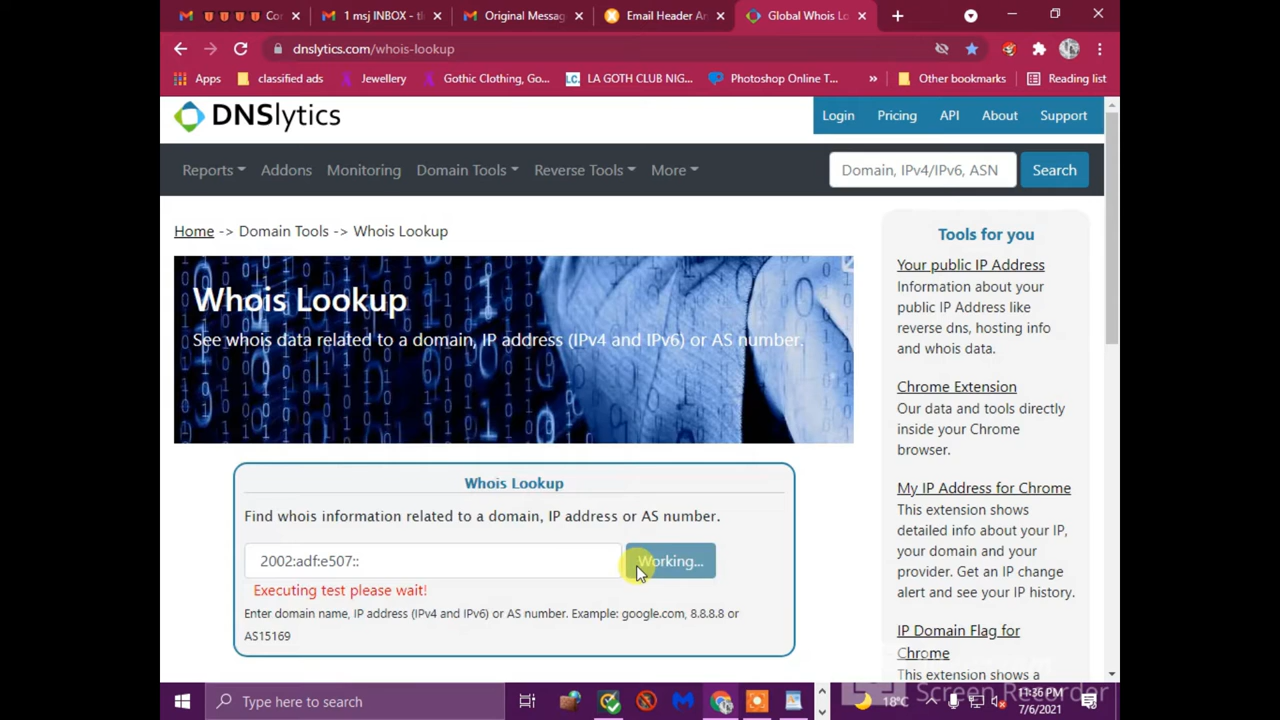 Cor
1 msj INBOX - th
Original Messag
Email Header An
Global Whois Lo
dnslytics.com/whois-lookup
Apps
classified ads
Jewellery
Gothic Clothing, Go...
LC.
LA GOTH CLUB NIG...
Photoshop Online T...
»
Other bookmarks
Reading list
DNSlytics
Login
Pricing
API
About
Support
Reports
Addons
Monitoring
Domain Tools
Reverse Tools
More
Domain, IPv4/IPv6, ASN
Search
Home -> Domain Tools -> Whois Lookup
Whois Lookup
See whois data related to a domain, IP address (IPv4 and IPv6) or AS number.
Whois Lookup
Find whois information related to a domain, IP address or AS number.
2002:adf:e507::
Working...
Executing test please wait!
Enter domain name, IP address (IPv4 and IPv6) or AS number. Example: google.com, 8.8.8.8 or
AS15169
Tools for you
Your public IP Address
Information about your
public IP Address like
reverse dns, hosting info
and whois data.
Chrome Extension
Our data and tools directly
inside your Chrome
browser.
My IP Address for Chrome
This extension shows
detailed info about your IP,
your domain and your
provider. Get an IP change
alert and see your IP history.
IP Domain Flag for
Chrome
This extension shows a
Screen Recorder
Type here to search
18°C
11:36 PM
7/6/2021